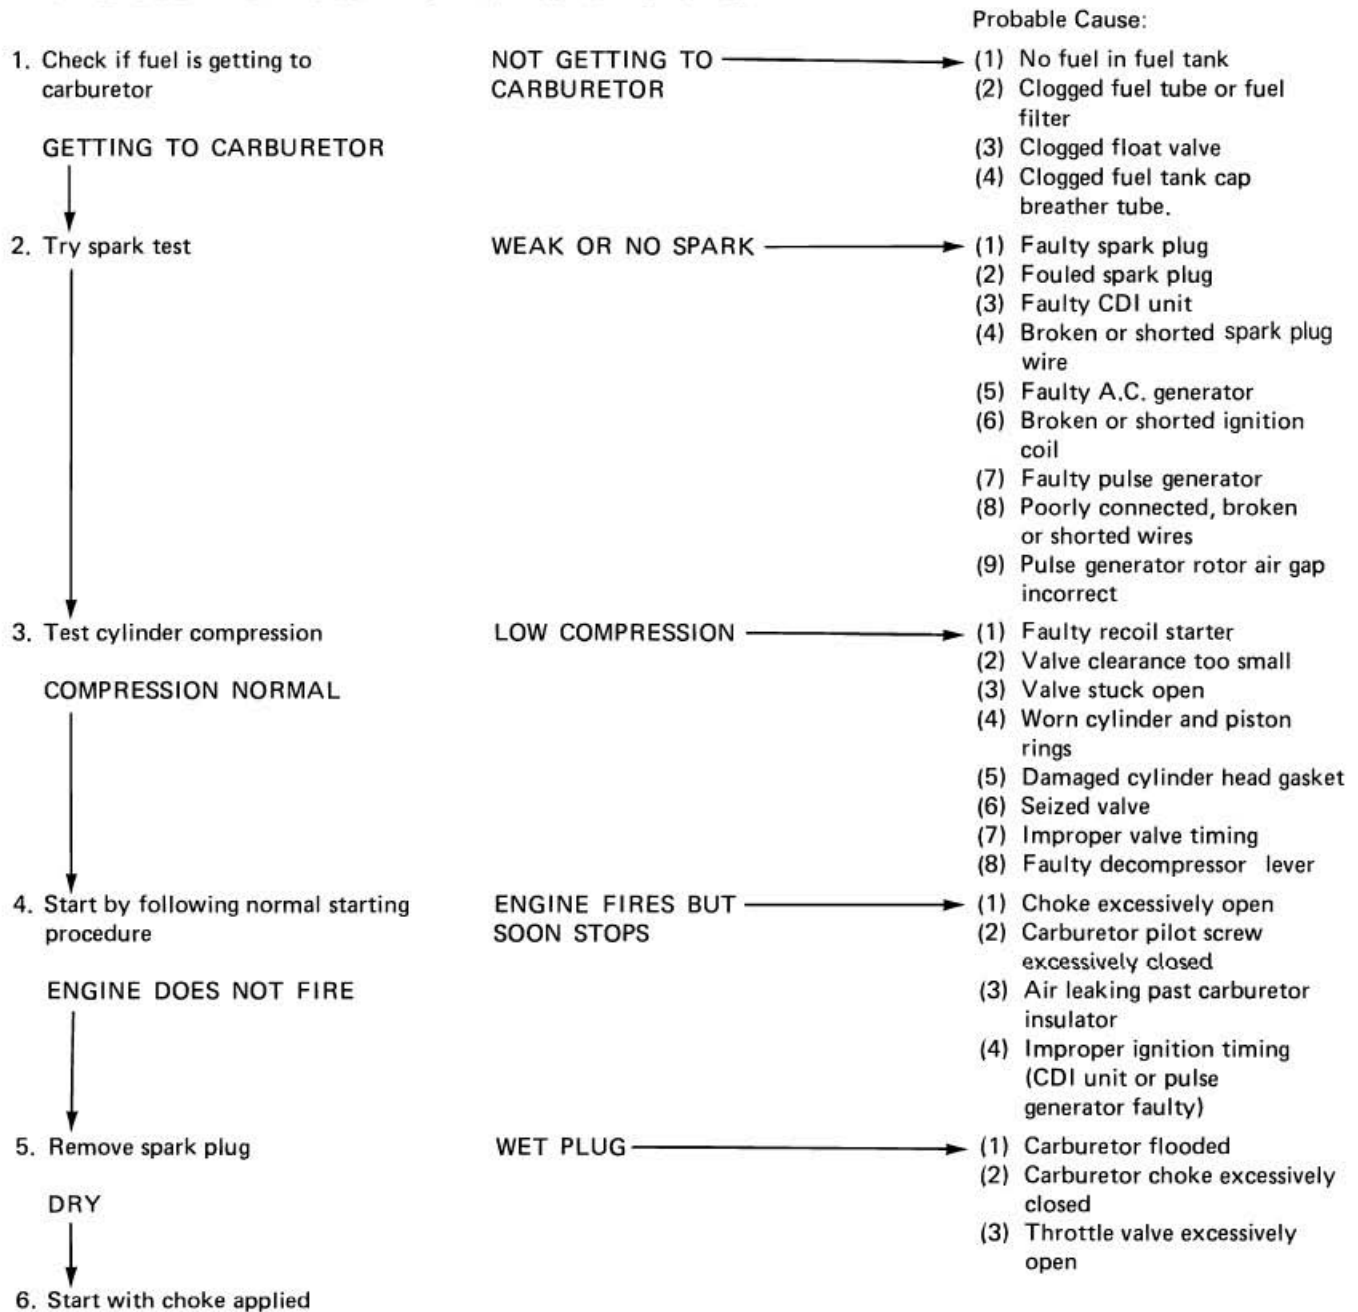 Probable Cause:
1. Check if fuel is getting to
carburetor
NOT GETTING TO
CARBURETOR
(1) No fuel in fuel tank
(2) Clogged fuel tube or fuel
filter
(3) Clogged float valve
(4) Clogged fuel tank cap
breather tube.
GETTING TO CARBURETOR
2. Try spark test
WEAK OR NO SPARK
(1) Faulty spark plug
(2) Fouled spark plug
(3) Faulty CDI unit
(4) Broken or shorted spark plug
wire
(5) Faulty A.C. generator
(6) Broken or shorted ignition
coil
(7) Faulty pulse generator
(8) Poorly connected, broken
or shorted wires
(9) Pulse generator rotor air gap
incorrect
3. Test cylinder compression
LOW COMPRESSION
(1) Faulty recoil starter
(2) Valve clearance too small
(3) Valve stuck open
(4) Worn cylinder and piston
rings
(5) Damaged cylinder head gasket
(6) Seized valve
(7) Improper valve timing
(8) Faulty decompressor lever
COMPRESSION NORMAL
4. Start by following normal starting
procedure
ENGINE FIRES BUT
SOON STOPS
(1) Choke excessively open
(2) Carburetor pilot screw
excessively closed
(3) Air leaking past carburetor
insulator
(4) Improper ignition timing
(CDI unit or pulse
generator faulty)
ENGINE DOES NOT FIRE
5. Remove spark plug
WET PLUG
(1) Carburetor flooded
(2) Carburetor choke excessively
closed
(3) Throttle valve excessively
open
DRY
6. Start with choke applied